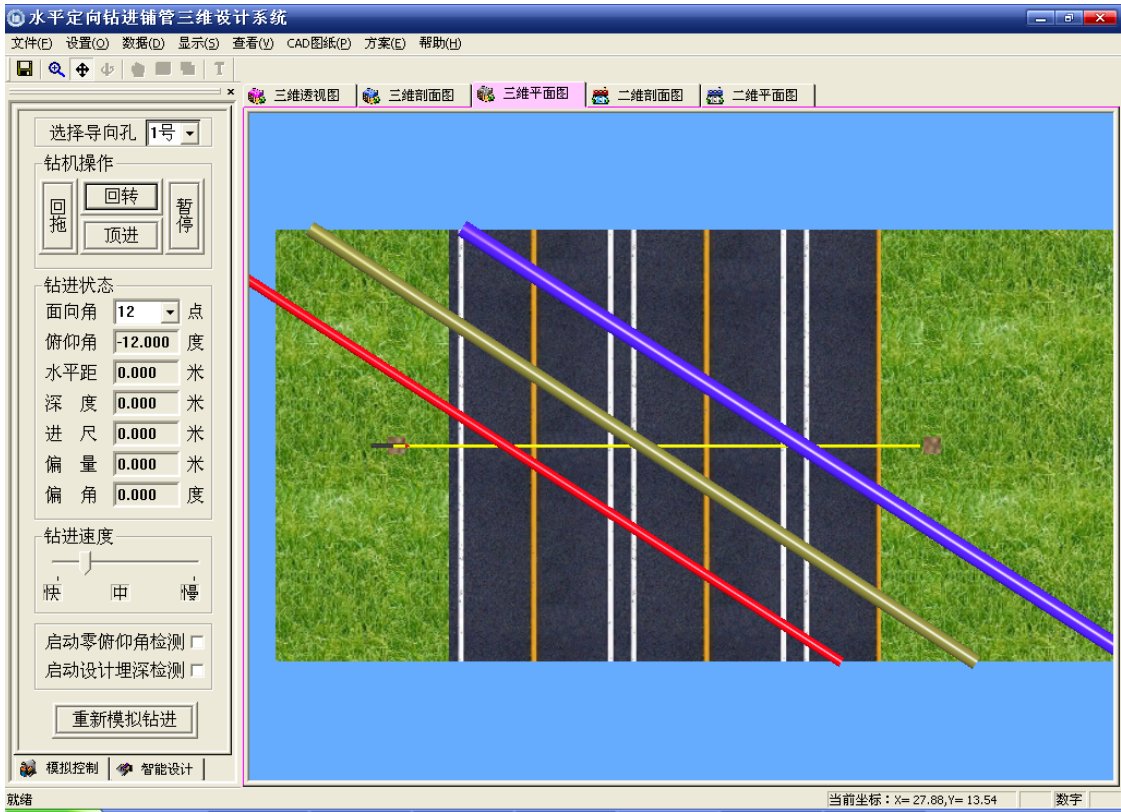 水平定向钻进铺管三维设计系统
文件(F) 设置(O) 数据(D) 显示(S) 查看(V) CAD图纸(P) 方案(E) 帮助(H)
T
三维透视图 三维剖面图 三维平面图 二维剖面图 二维平面图
选择导向孔 1号
钻机操作
回拖 回转 暂停
顶进
钻进状态
面向角 12 点
俯仰角 -12.000 度
水平距 0.000 米
深 度 0.000 米
进 尺 0.000 米
偏 量 0.000 米
偏 角 0.000 度
钻进速度
快 中 慢
启动零俯仰角检测
启动设计埋深检测
重新模拟钻进
模拟控制 智能设计
就绪 当前坐标：X= 27.88,Y= 13.54 数字